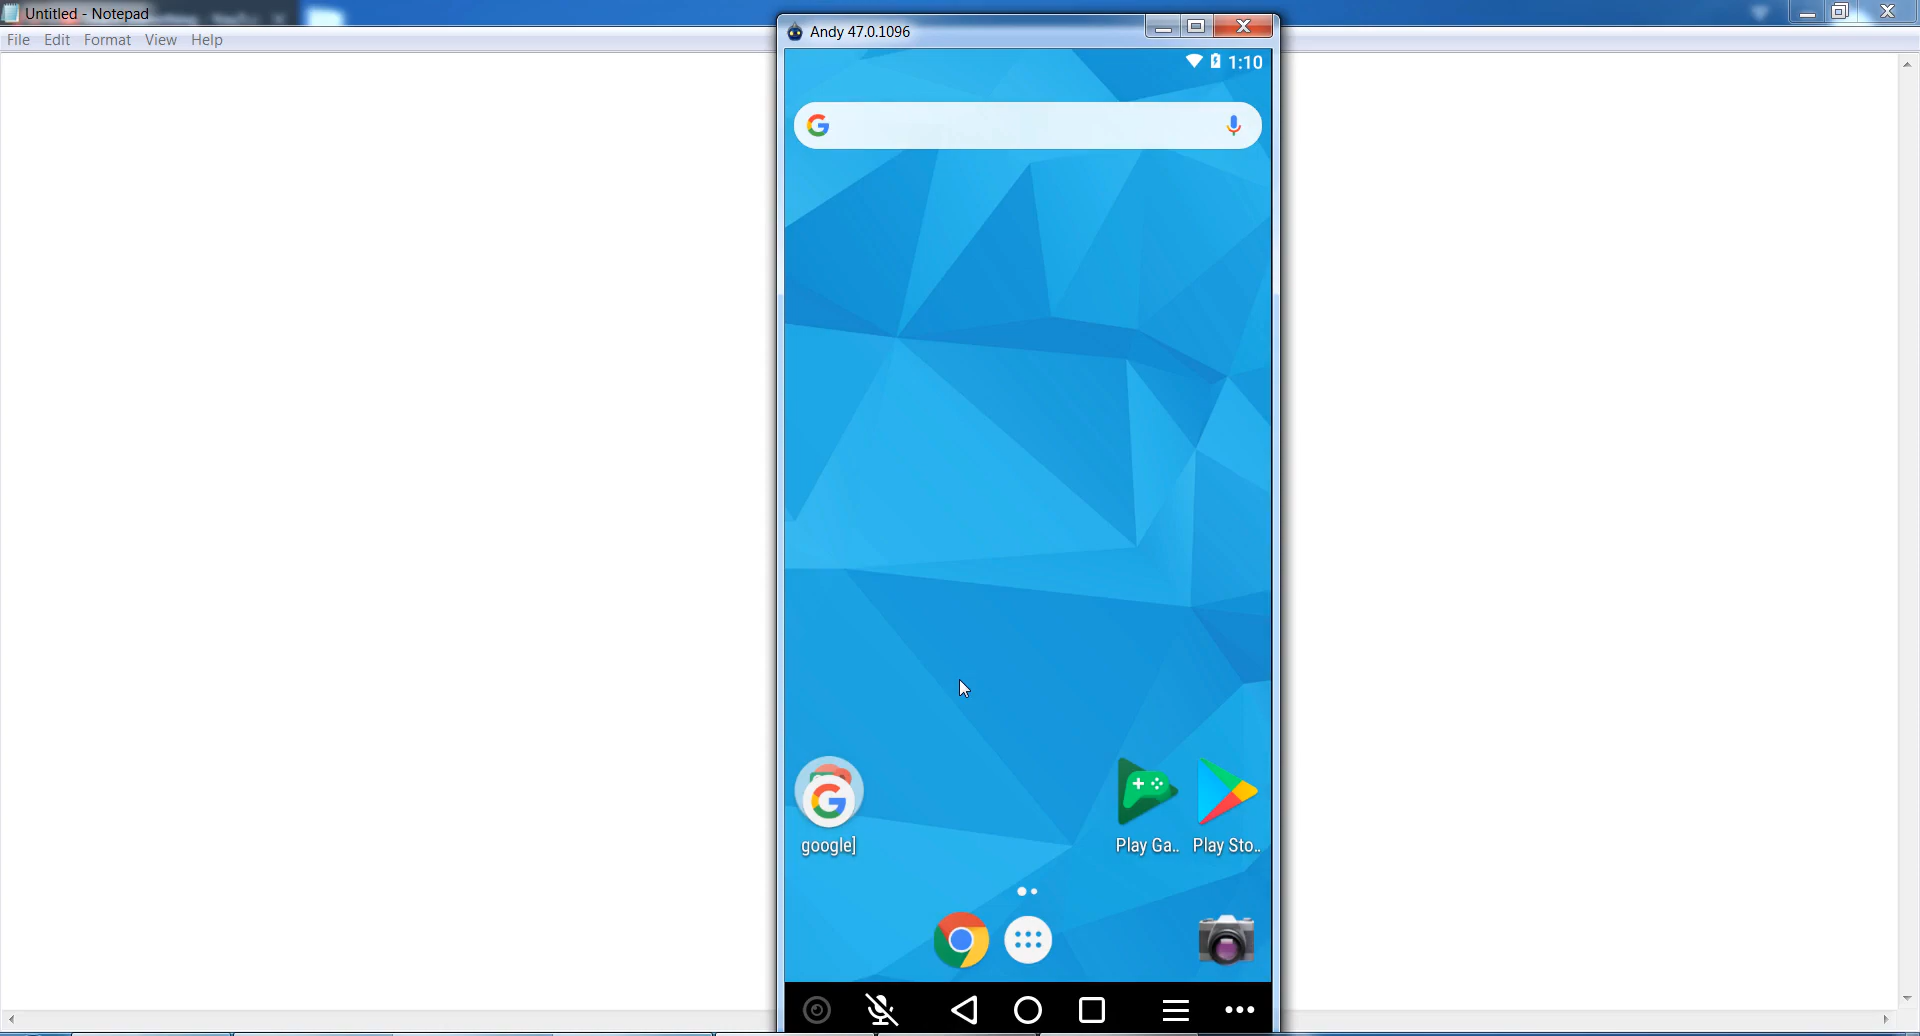 Untitled - Notepad
File Edit Format View Help
Andy 47.0.1096
1:10
google]
Play Ga..
Play Sto..